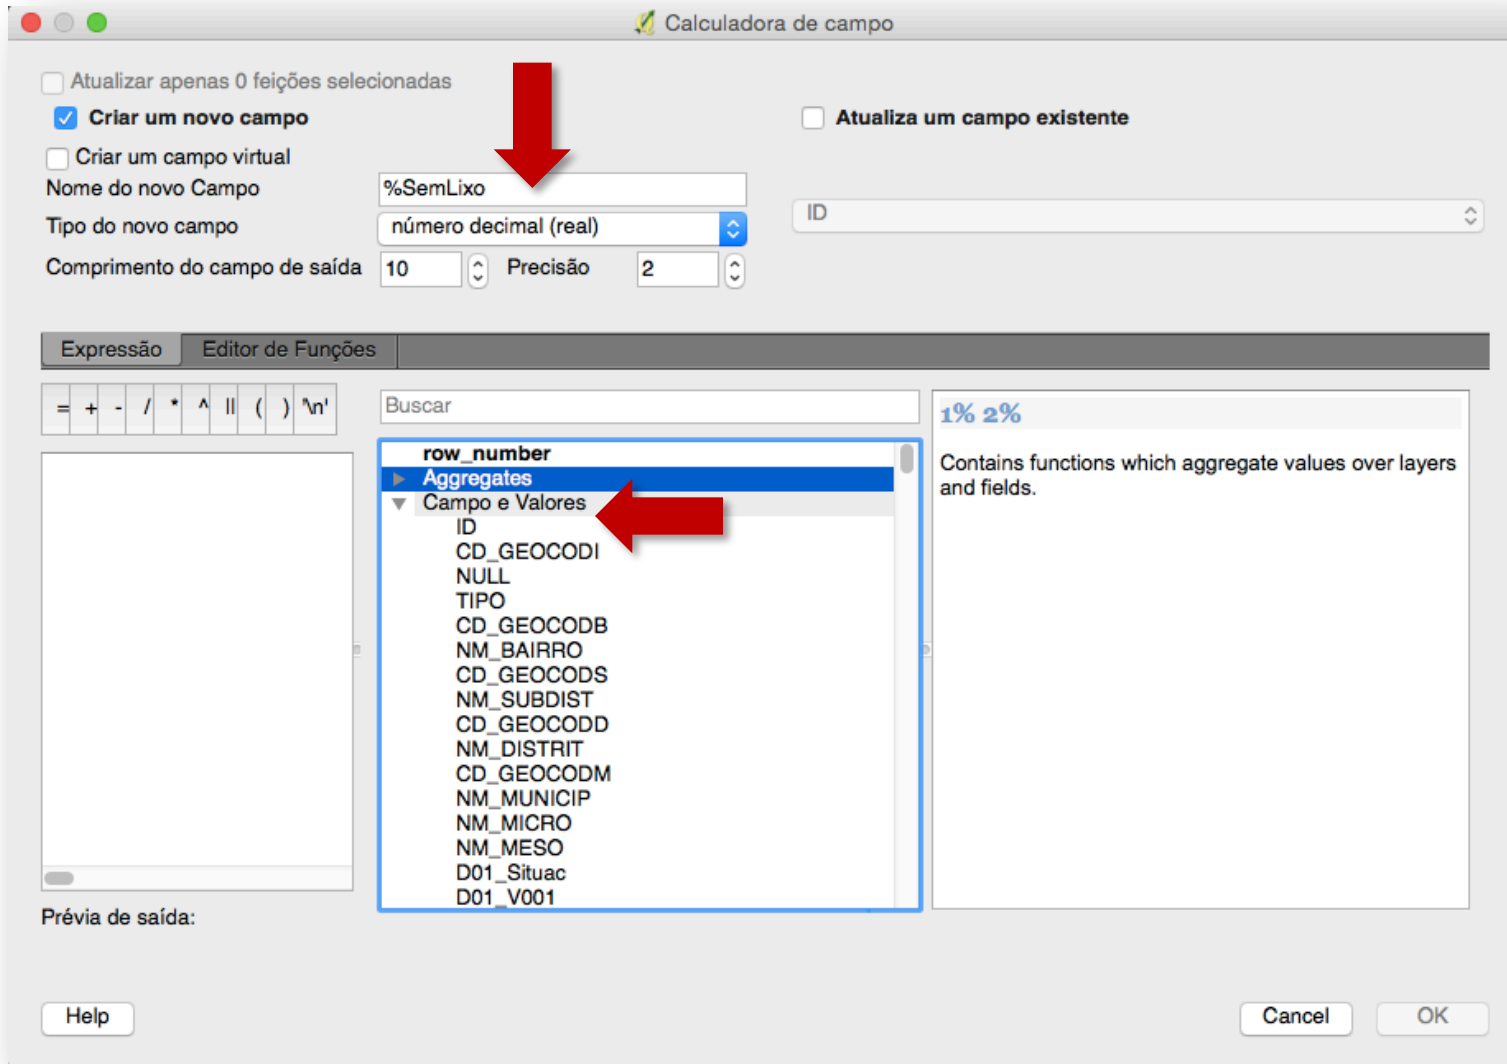 Calculadora de campo
Atualizar apenas 0 feições selecionadas
Criar um novo campo
Atualiza um campo existente
Criar um campo virtual
Nome do novo Campo %SemLixo
Tipo do novo campo número decimal (real)
ID
Comprimento do campo de saída 10 Precisão 2
Expressão Editor de Funções
= + - / * ^ || ( ) '\n'
Buscar
row_number
Aggregates
Campo e Valores
ID
CD_GEOCODI
NULL
TIPO
CD_GEOCODB
NM_BAIRRO
CD_GEOCODS
NM_SUBDIST
CD_GEOCODD
NM_DISTRIT
CD_GEOCODM
NM_MUNICIP
NM_MICRO
NM_MESO
D01_Situac
D01_V001
1% 2%
Contains functions which aggregate values over layers
and fields.
Prévia de saída:
Help
Cancel
OK